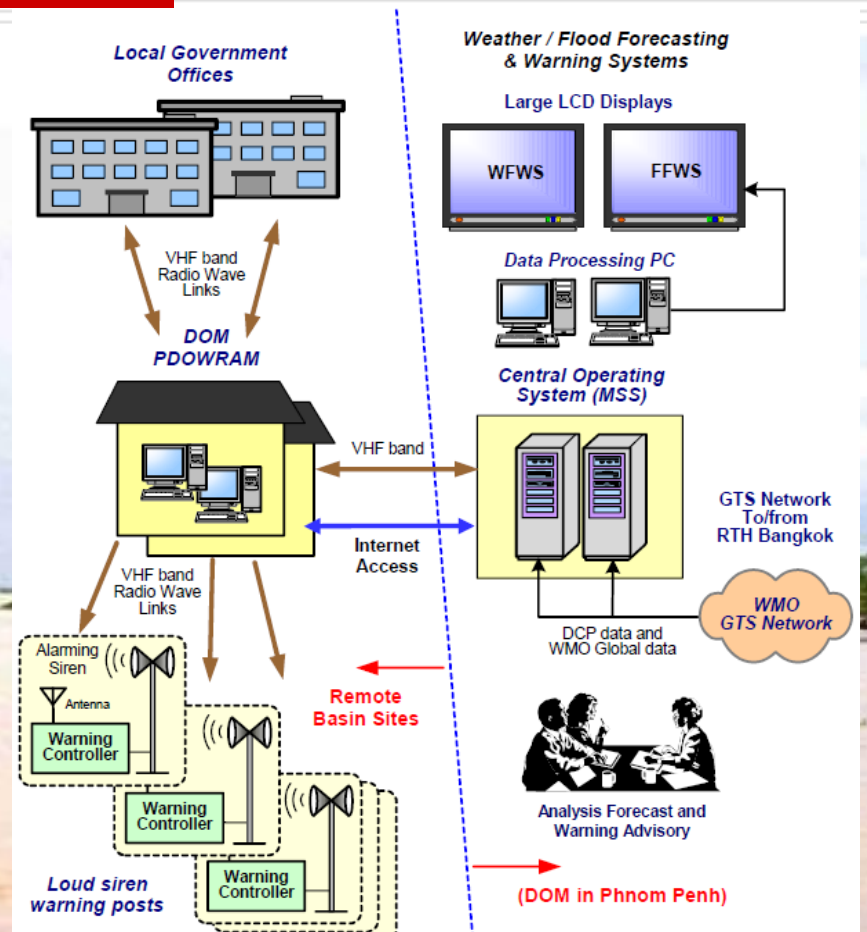 Local Government
Offices
VHF band
Radio Wave
Links
DOM
PDOWRAM
VHF band
Internet
Access
VHF band
Radio Wave
Links
Alarming
Siren
Antenna
Warning
Controller
Warning
Controller
Warning
Controller
Loud siren
warning posts
Remote
Basin Sites
Weather / Flood Forecasting
& Warning Systems
Large LCD Displays
WFWS
FFWS
Data Processing PC
Central Operating
System (MSS)
GTS Network
To/from
RTH Bangkok
WMO
GTS Network
DCP data and
WMO Global data
Analysis Forecast and
Warning Advisory
(DOM in Phnom Penh)